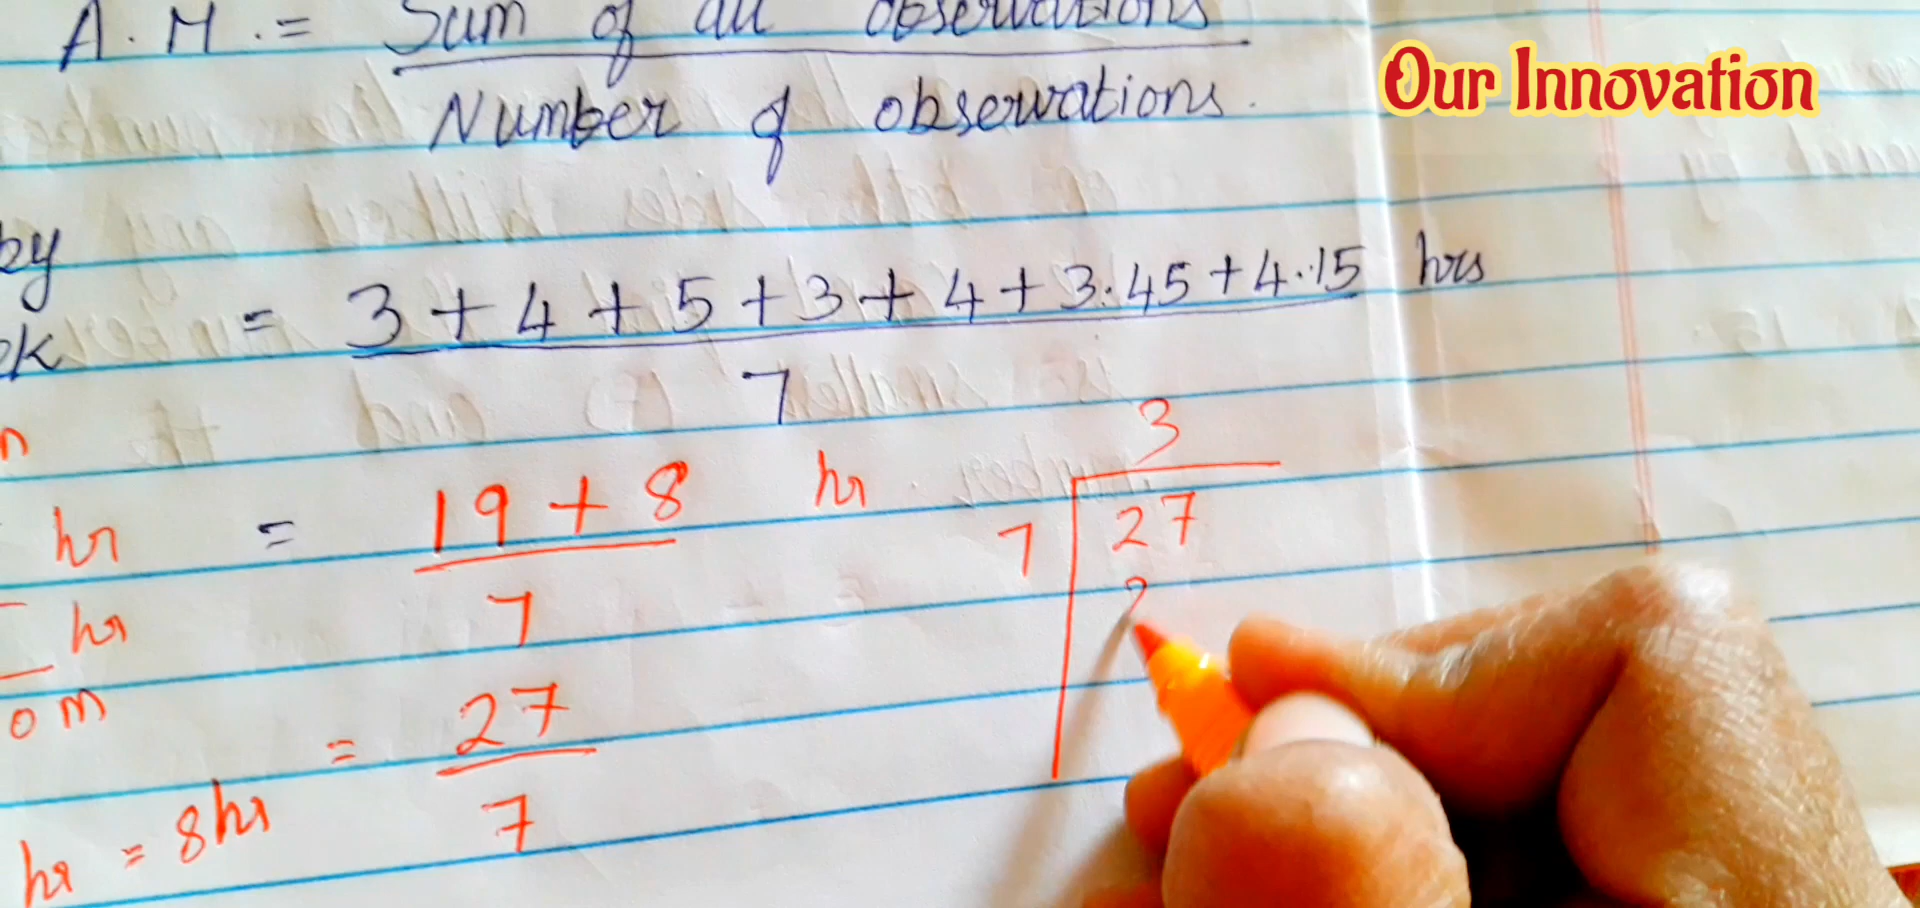 A.M. = Sum of all observations
Number of observations.
Our Innovation
by
= 3 + 4 + 5 + 3 + 4 + 3.45 + 4.15 hrs
7
3
hr = 19 + 8 hr
7
7 27
2
hr
om
= 27
7
hr = 8hr